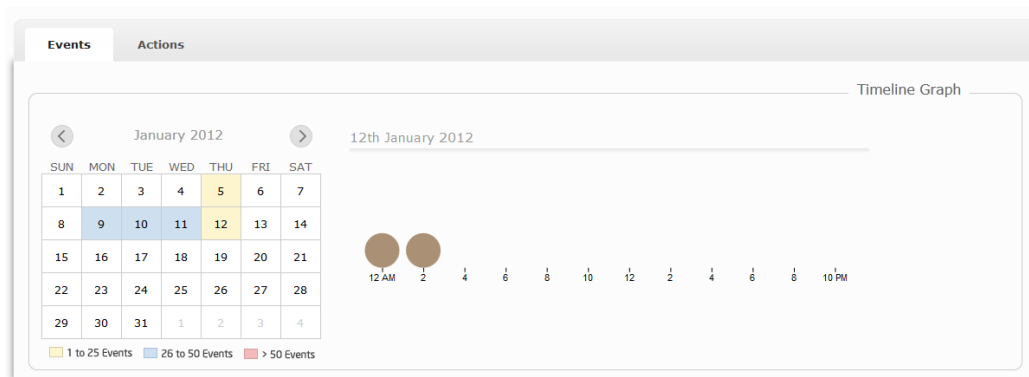 Events Actions
Timeline Graph
January 2012
SUN MON TUE WED THU FRI SAT
1 2 3 4 5 6 7
8 9 10 11 12 13 14
15 16 17 18 19 20 21
22 23 24 25 26 27 28
29 30 31 1 2 3 4
1 to 25 Events 26 to 50 Events > 50 Events
12th January 2012
12 AM 2 4 6 8 10 12 2 4 6 8 10 PM